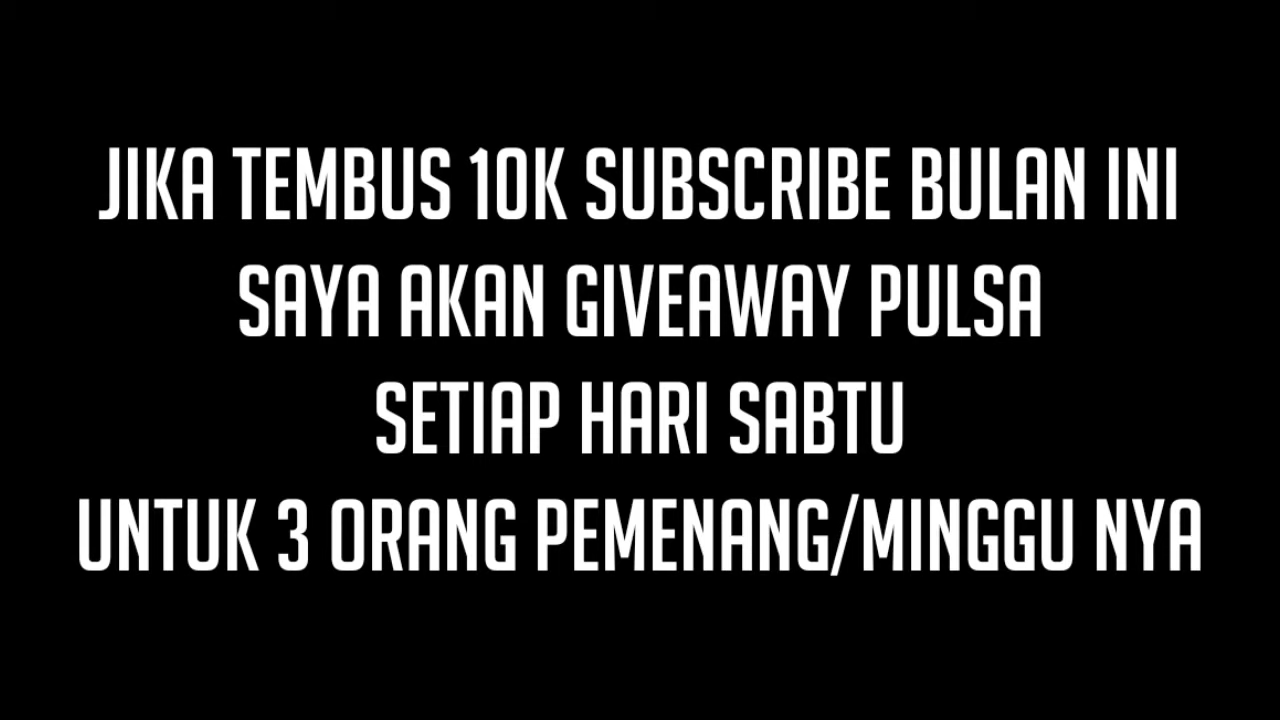 JIKA TEMBUS 10K SUBSCRIBE BULAN INI
SAYA AKAN GIVEAWAY PULSA
SETIAP HARI SABTU
UNTUK 3 ORANG PEMENANG/MINGGU NYA